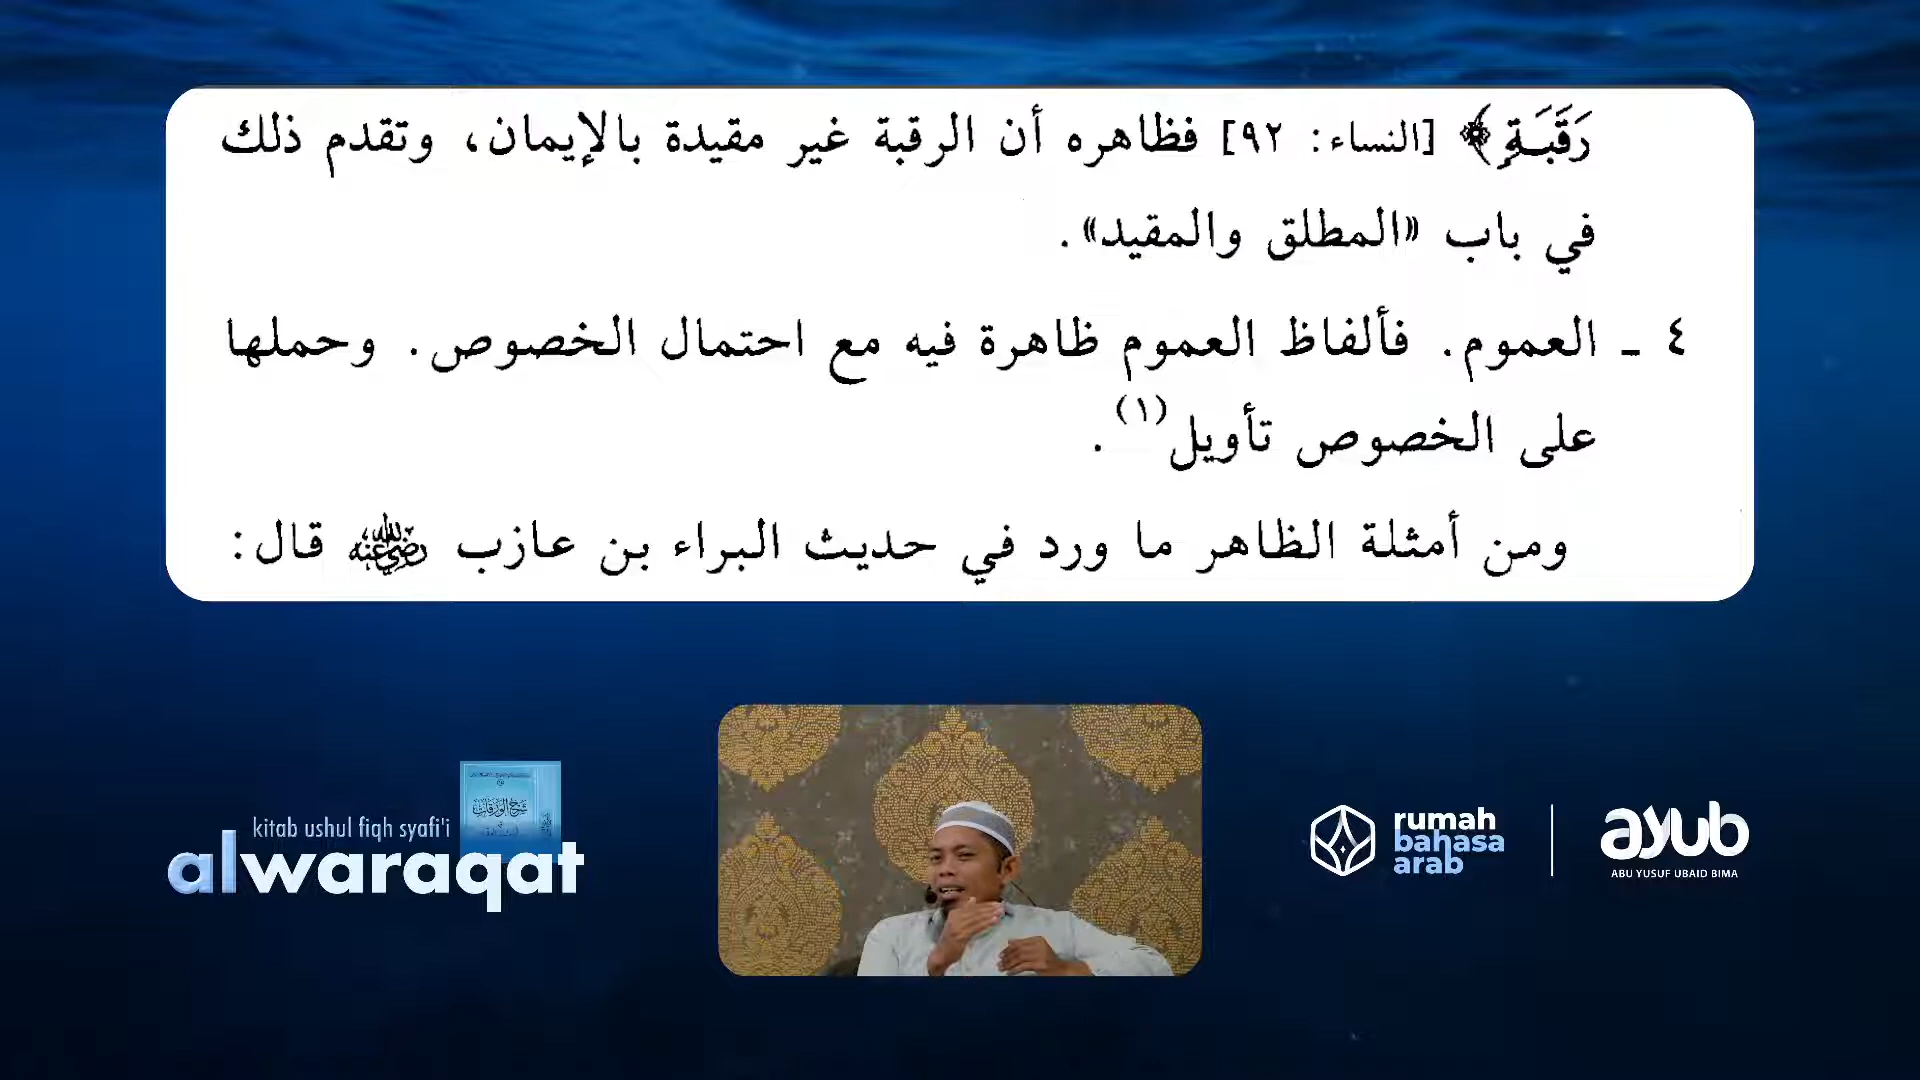 رَقَبَةٍ﴾ [النساء: ٩٢] فظاهره أن الرقبة غير مقيدة بالإيمان، وتقدم ذلك
في باب «المطلق والمقيد».
٤ ـ العموم. فألفاظ العموم ظاهرة فيه مع احتمال الخصوص. وحملها
على الخصوص تأويل(١).
ومن أمثلة الظاهر ما ورد في حديث البراء بن عازب رضي الله عنه قال:
شرح الورقات
kitab ushul fiqh syafi'i
alwaraqat
rumah
bahasa
arab
ayub
ABU YUSUF UBAID BIMA